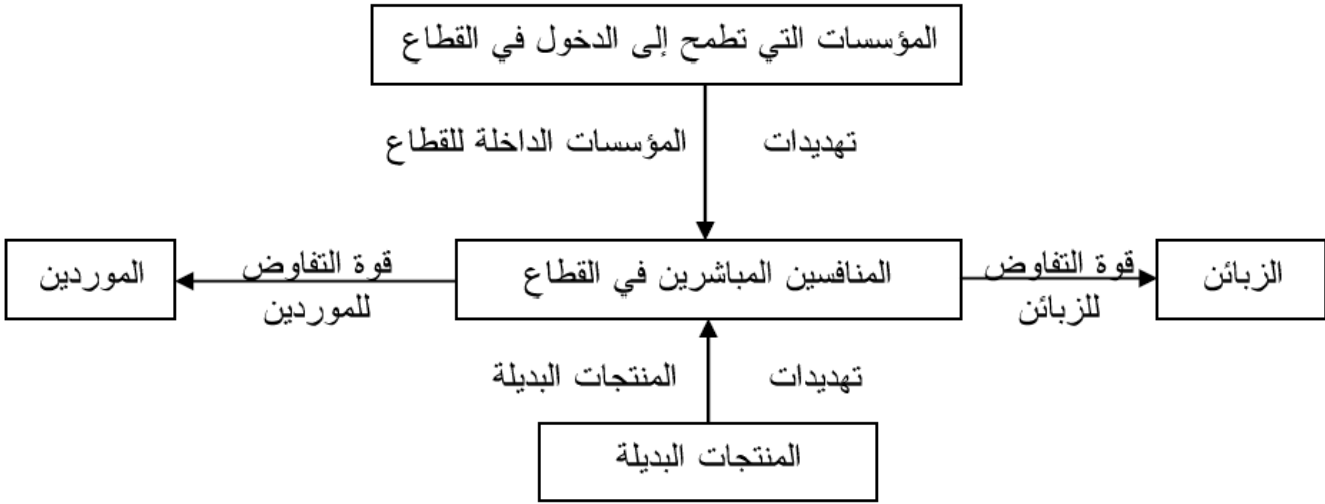 المؤسسات التي تطمح إلى الدخول في القطاع
تهديدات المؤسسات الداخلة للقطاع
الزبائن
قوة التفاوض
للزبائن
المنافسين المباشرين في القطاع
قوة التفاوض
للموردين
الموردين
تهديدات المنتجات البديلة
المنتجات البديلة